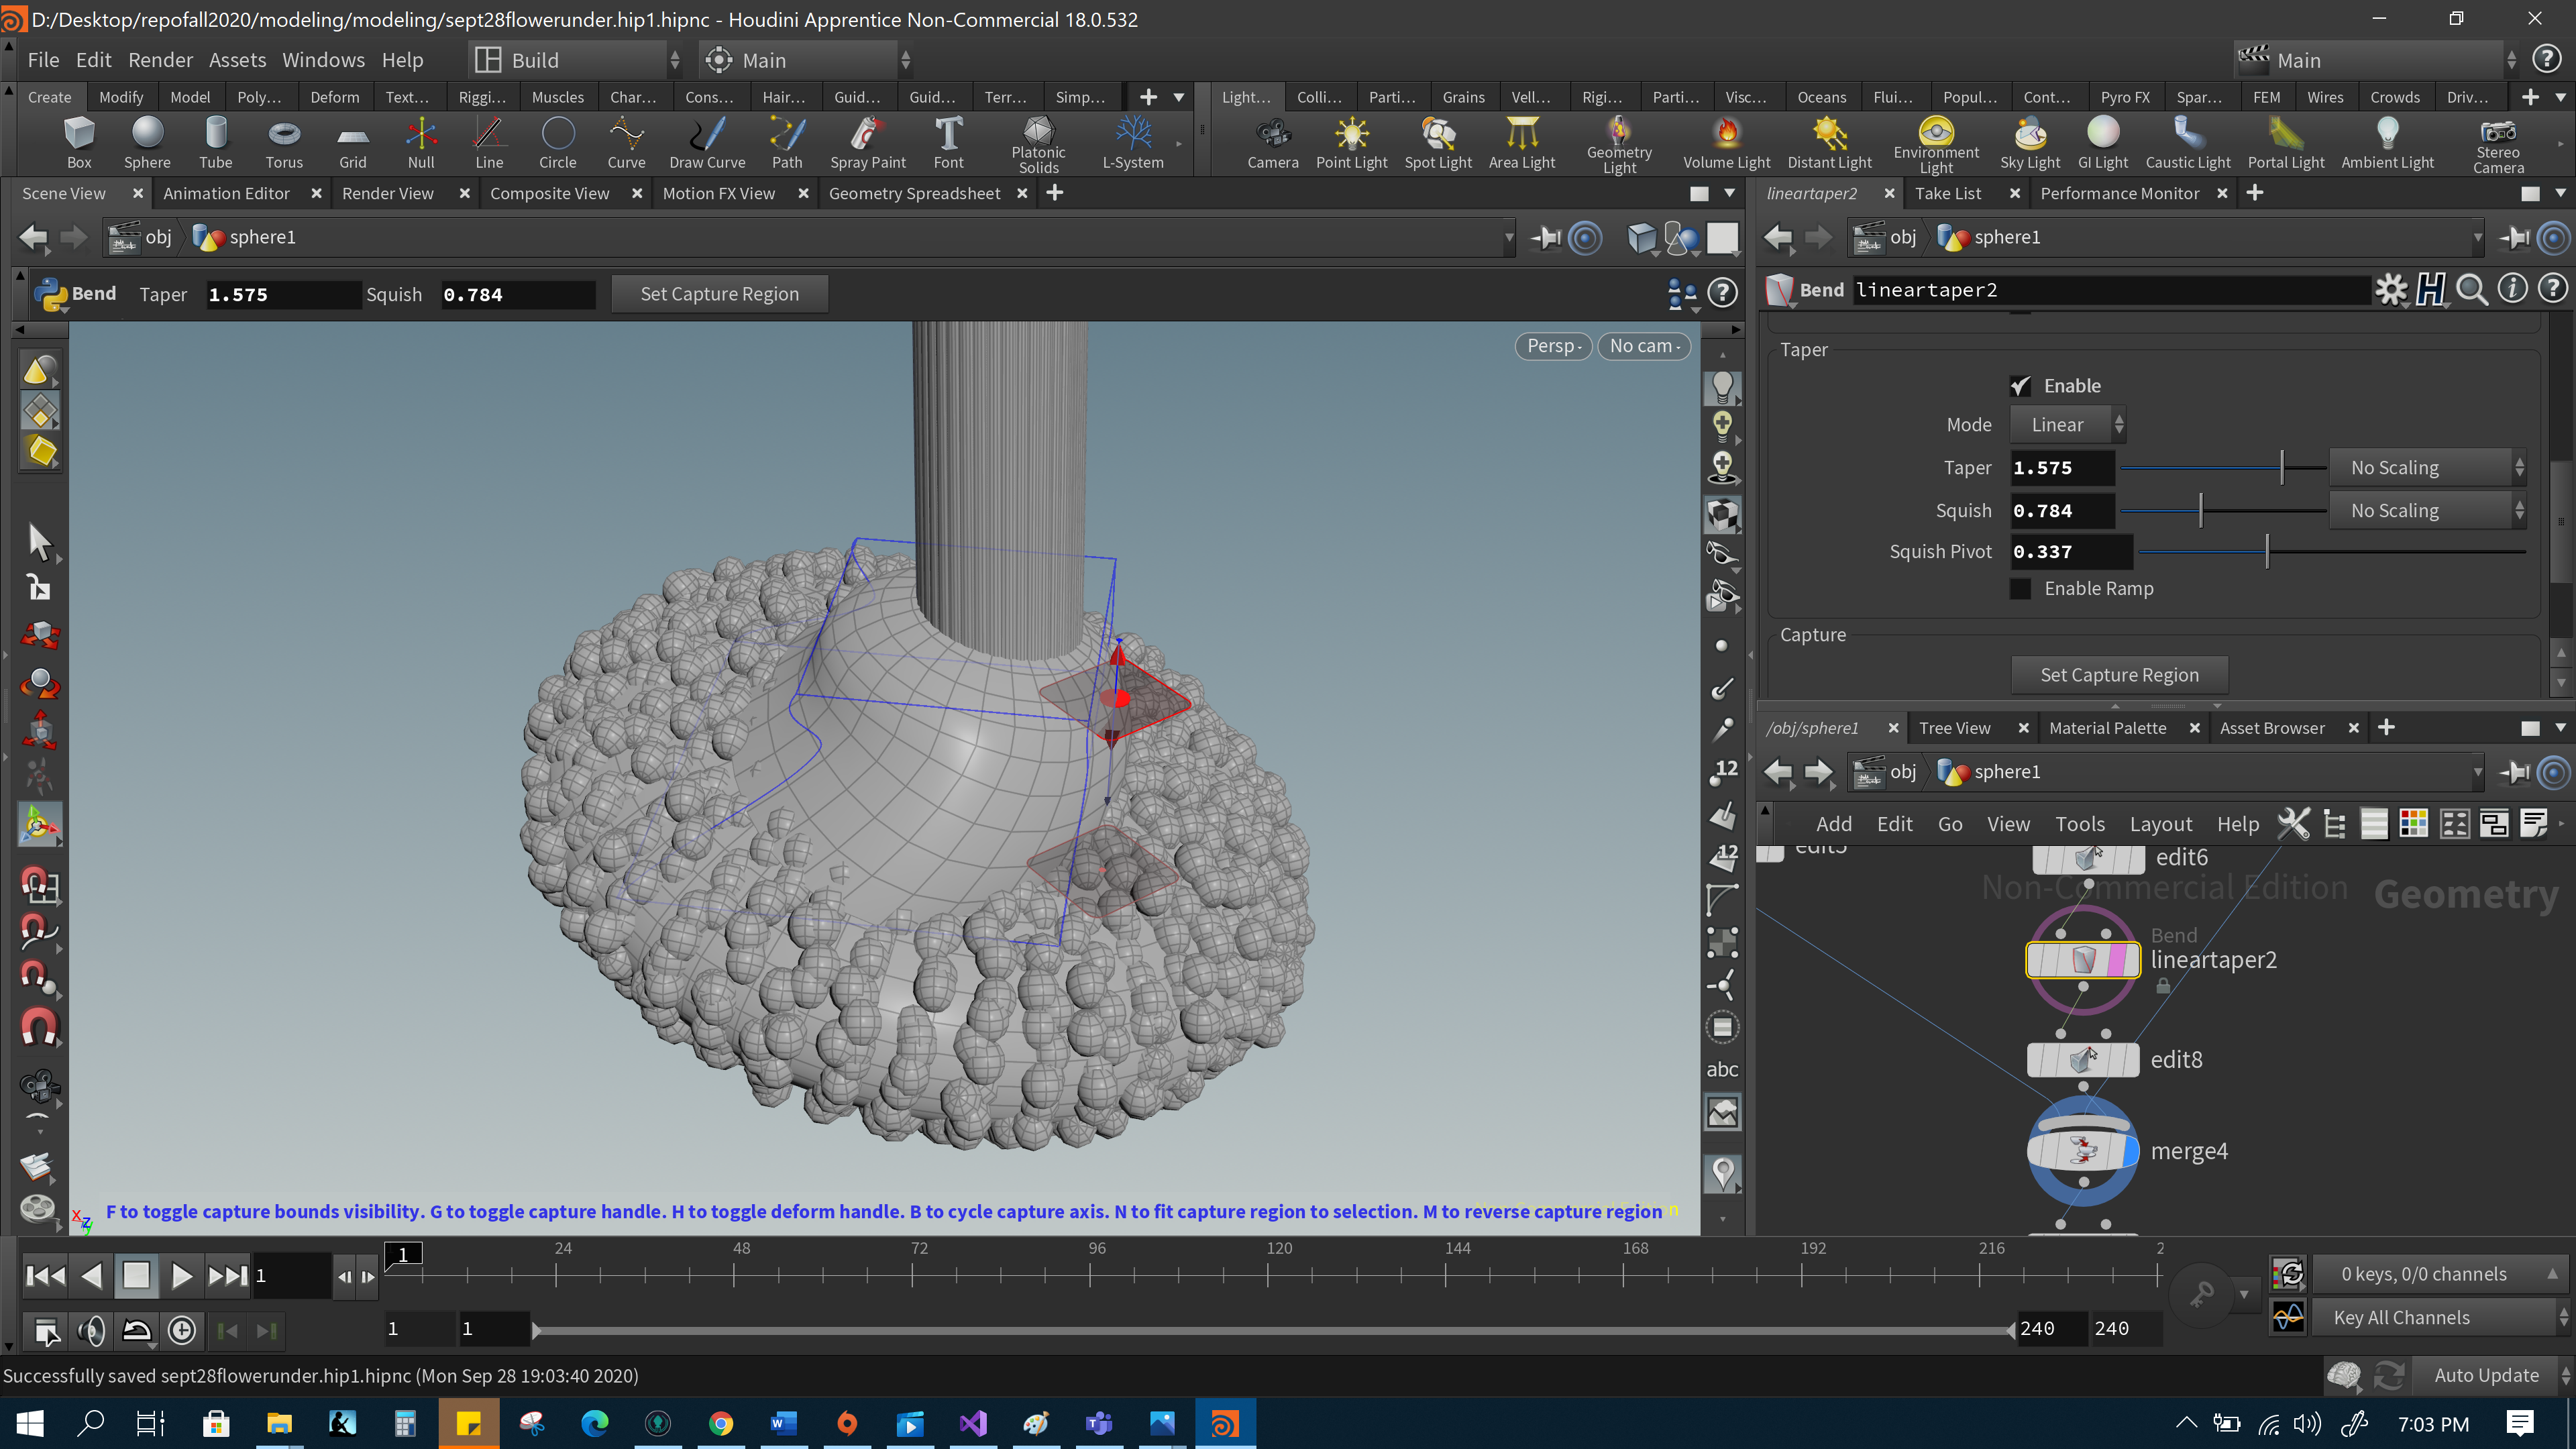 D:/Desktop/repofall2020/modeling/modeling/sept28flowerunder.hip1.hipnc - Houdini Apprentice Non-Commercial 18.0.532
File Edit Render Assets Windows Help Build Main Main
Create Modify Model Poly... Deform Text... Riggi... Muscles Char... Cons... Hair... Guid... Guid... Terr... Simp... Light... Colli... Parti... Grains Vell... Rigi... Parti... Visc... Oceans Flui... Popul... Cont... Pyro FX Spar... FEM Wires Crowds Driv...
Box Sphere Tube Torus Grid Null Line Circle Curve Draw Curve Path Spray Paint Font Platonic Solids L-System Camera Point Light Spot Light Area Light Geometry Light Volume Light Distant Light Environment Light Sky Light GI Light Caustic Light Portal Light Ambient Light Stereo Camera
Scene View Animation Editor Render View Composite View Motion FX View Geometry Spreadsheet lineartaper2 Take List Performance Monitor
obj sphere1 obj sphere1
Bend Taper 1.575 Squish 0.784 Set Capture Region
Bend lineartaper2
Persp No cam
Taper
Enable
Mode Linear
Taper 1.575 No Scaling
Squish 0.784 No Scaling
Squish Pivot 0.337
Enable Ramp
Capture
Set Capture Region
/obj/sphere1 Tree View Material Palette Asset Browser
obj sphere1
Add Edit Go View Tools Layout Help
edit6
Non-Commercial Edition Geometry
Bend
lineartaper2
edit8
merge4
12
12
abc
F to toggle capture bounds visibility. G to toggle capture handle. H to toggle deform handle. B to cycle capture axis. N to fit capture region to selection. M to reverse capture region
x z y
1 24 48 72 96 120 144 168 192 216 2
1
0 keys, 0/0 channels
1 1 240 240
Key All Channels
Successfully saved sept28flowerunder.hip1.hipnc (Mon Sep 28 19:03:40 2020)
Auto Update
7:03 PM